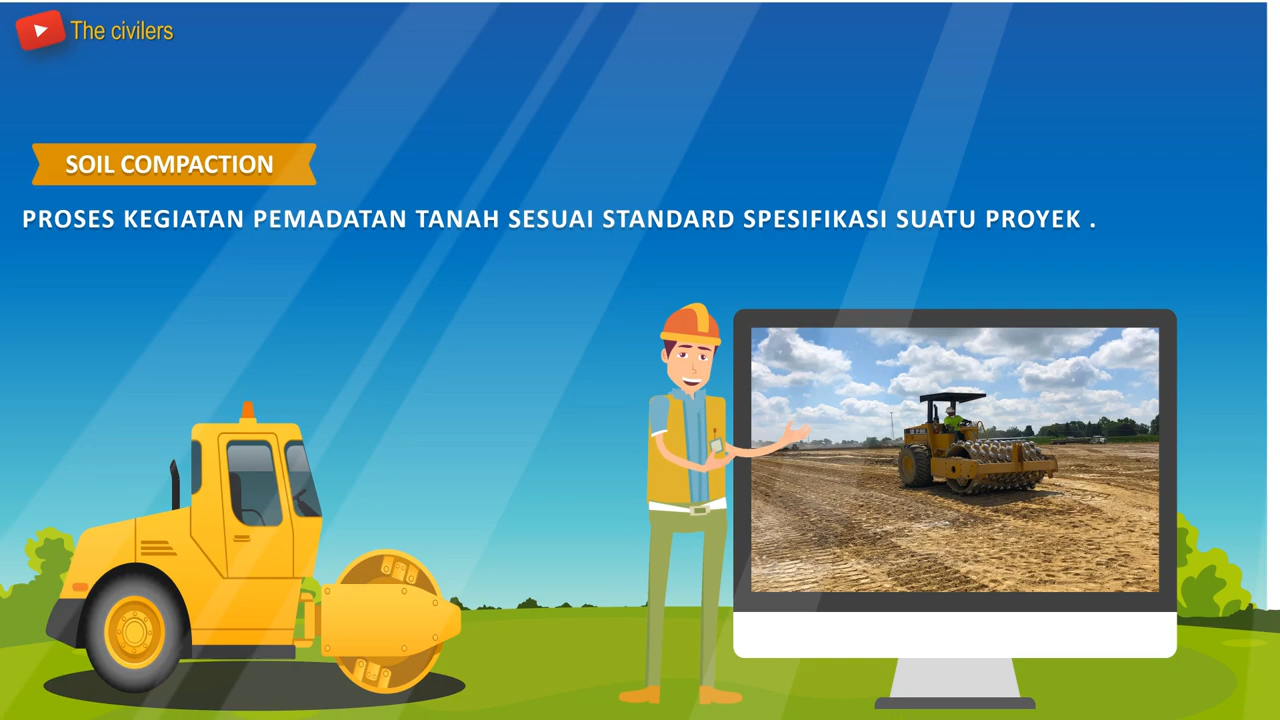 The civilers
SOIL COMPACTION
PROSES KEGIATAN PEMADATAN TANAH SESUAI STANDARD SPESIFIKASI SUATU PROYEK .